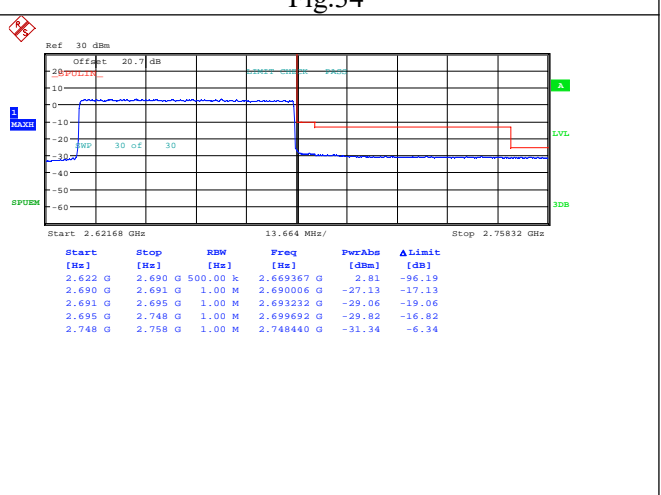 Fig.54
R S
Ref 30 dBm
Offset 20.7 dB
20
_SPULIN_
LIMIT CHECK PASS
10
A
0
1
MAXH
-10
-20
LVL
SWP 30 of 30
-30
-40
-50
SPUEM
3DB
-60
Start 2.62168 GHz 13.664 MHz/ Stop 2.75832 GHz
Start Stop RBW Freq PwrAbs ΔLimit
[Hz] [Hz] [Hz] [Hz] [dBm] [dB]
2.622 G 2.690 G 500.00 k 2.669367 G 2.81 -96.19
2.690 G 2.691 G 1.00 M 2.690006 G -27.13 -17.13
2.691 G 2.695 G 1.00 M 2.693232 G -29.06 -19.06
2.695 G 2.748 G 1.00 M 2.699692 G -29.82 -16.82
2.748 G 2.758 G 1.00 M 2.748440 G -31.34 -6.34